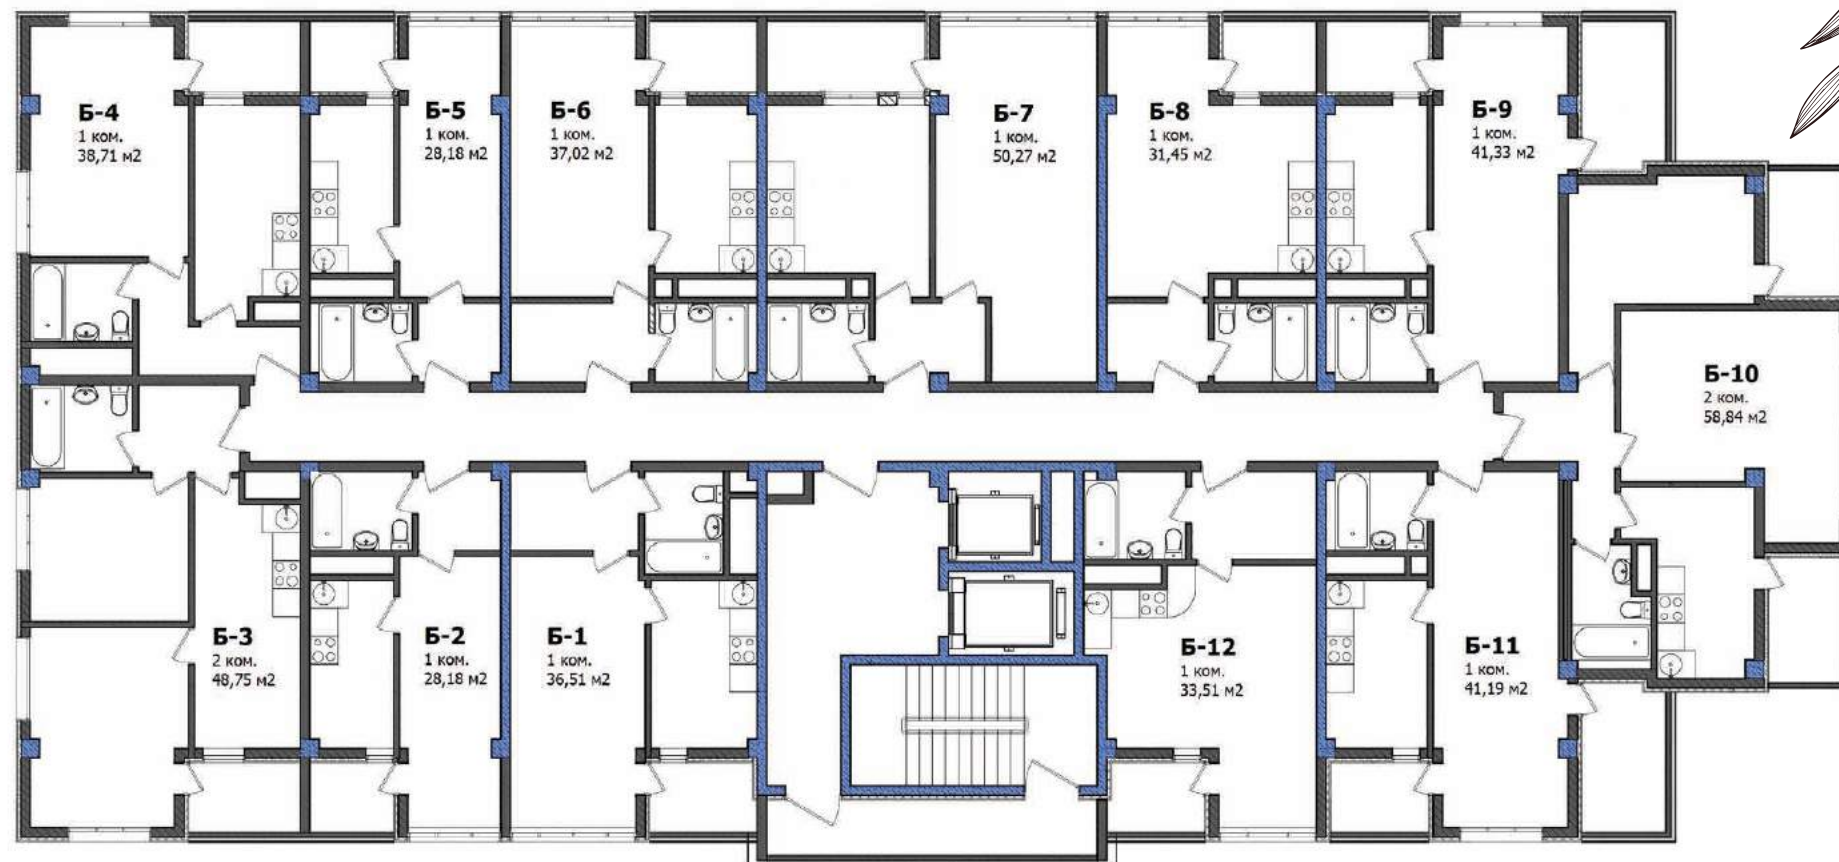 Б-4
1 ком.
38,71 м2
Б-5
1 ком.
28,18 м2
Б-6
1 ком.
37,02 м2
Б-7
1 ком.
50,27 м2
Б-8
1 ком.
31,45 м2
Б-9
1 ком.
41,33 м2
Б-10
2 ком.
58,84 м2
Б-3
2 ком.
48,75 м2
Б-2
1 ком.
28,18 м2
Б-1
1 ком.
36,51 м2
Б-12
1 ком.
33,51 м2
Б-11
1 ком.
41,19 м2